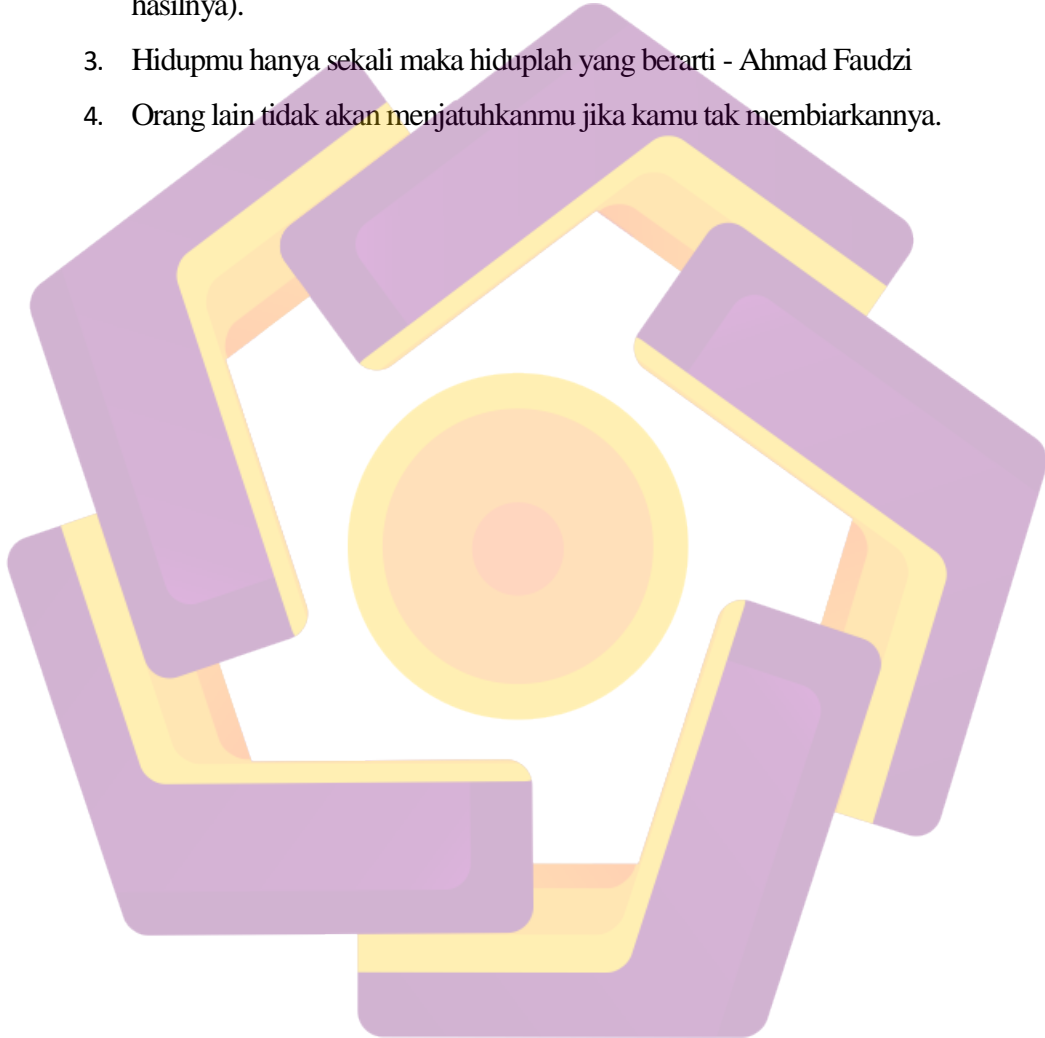 hasilnya).
3. Hidupmu hanya sekali maka hiduplah yang berarti - Ahmad Faudzi
4. Orang lain tidak akan menjatuhkanmu jika kamu tak membiarkannya.